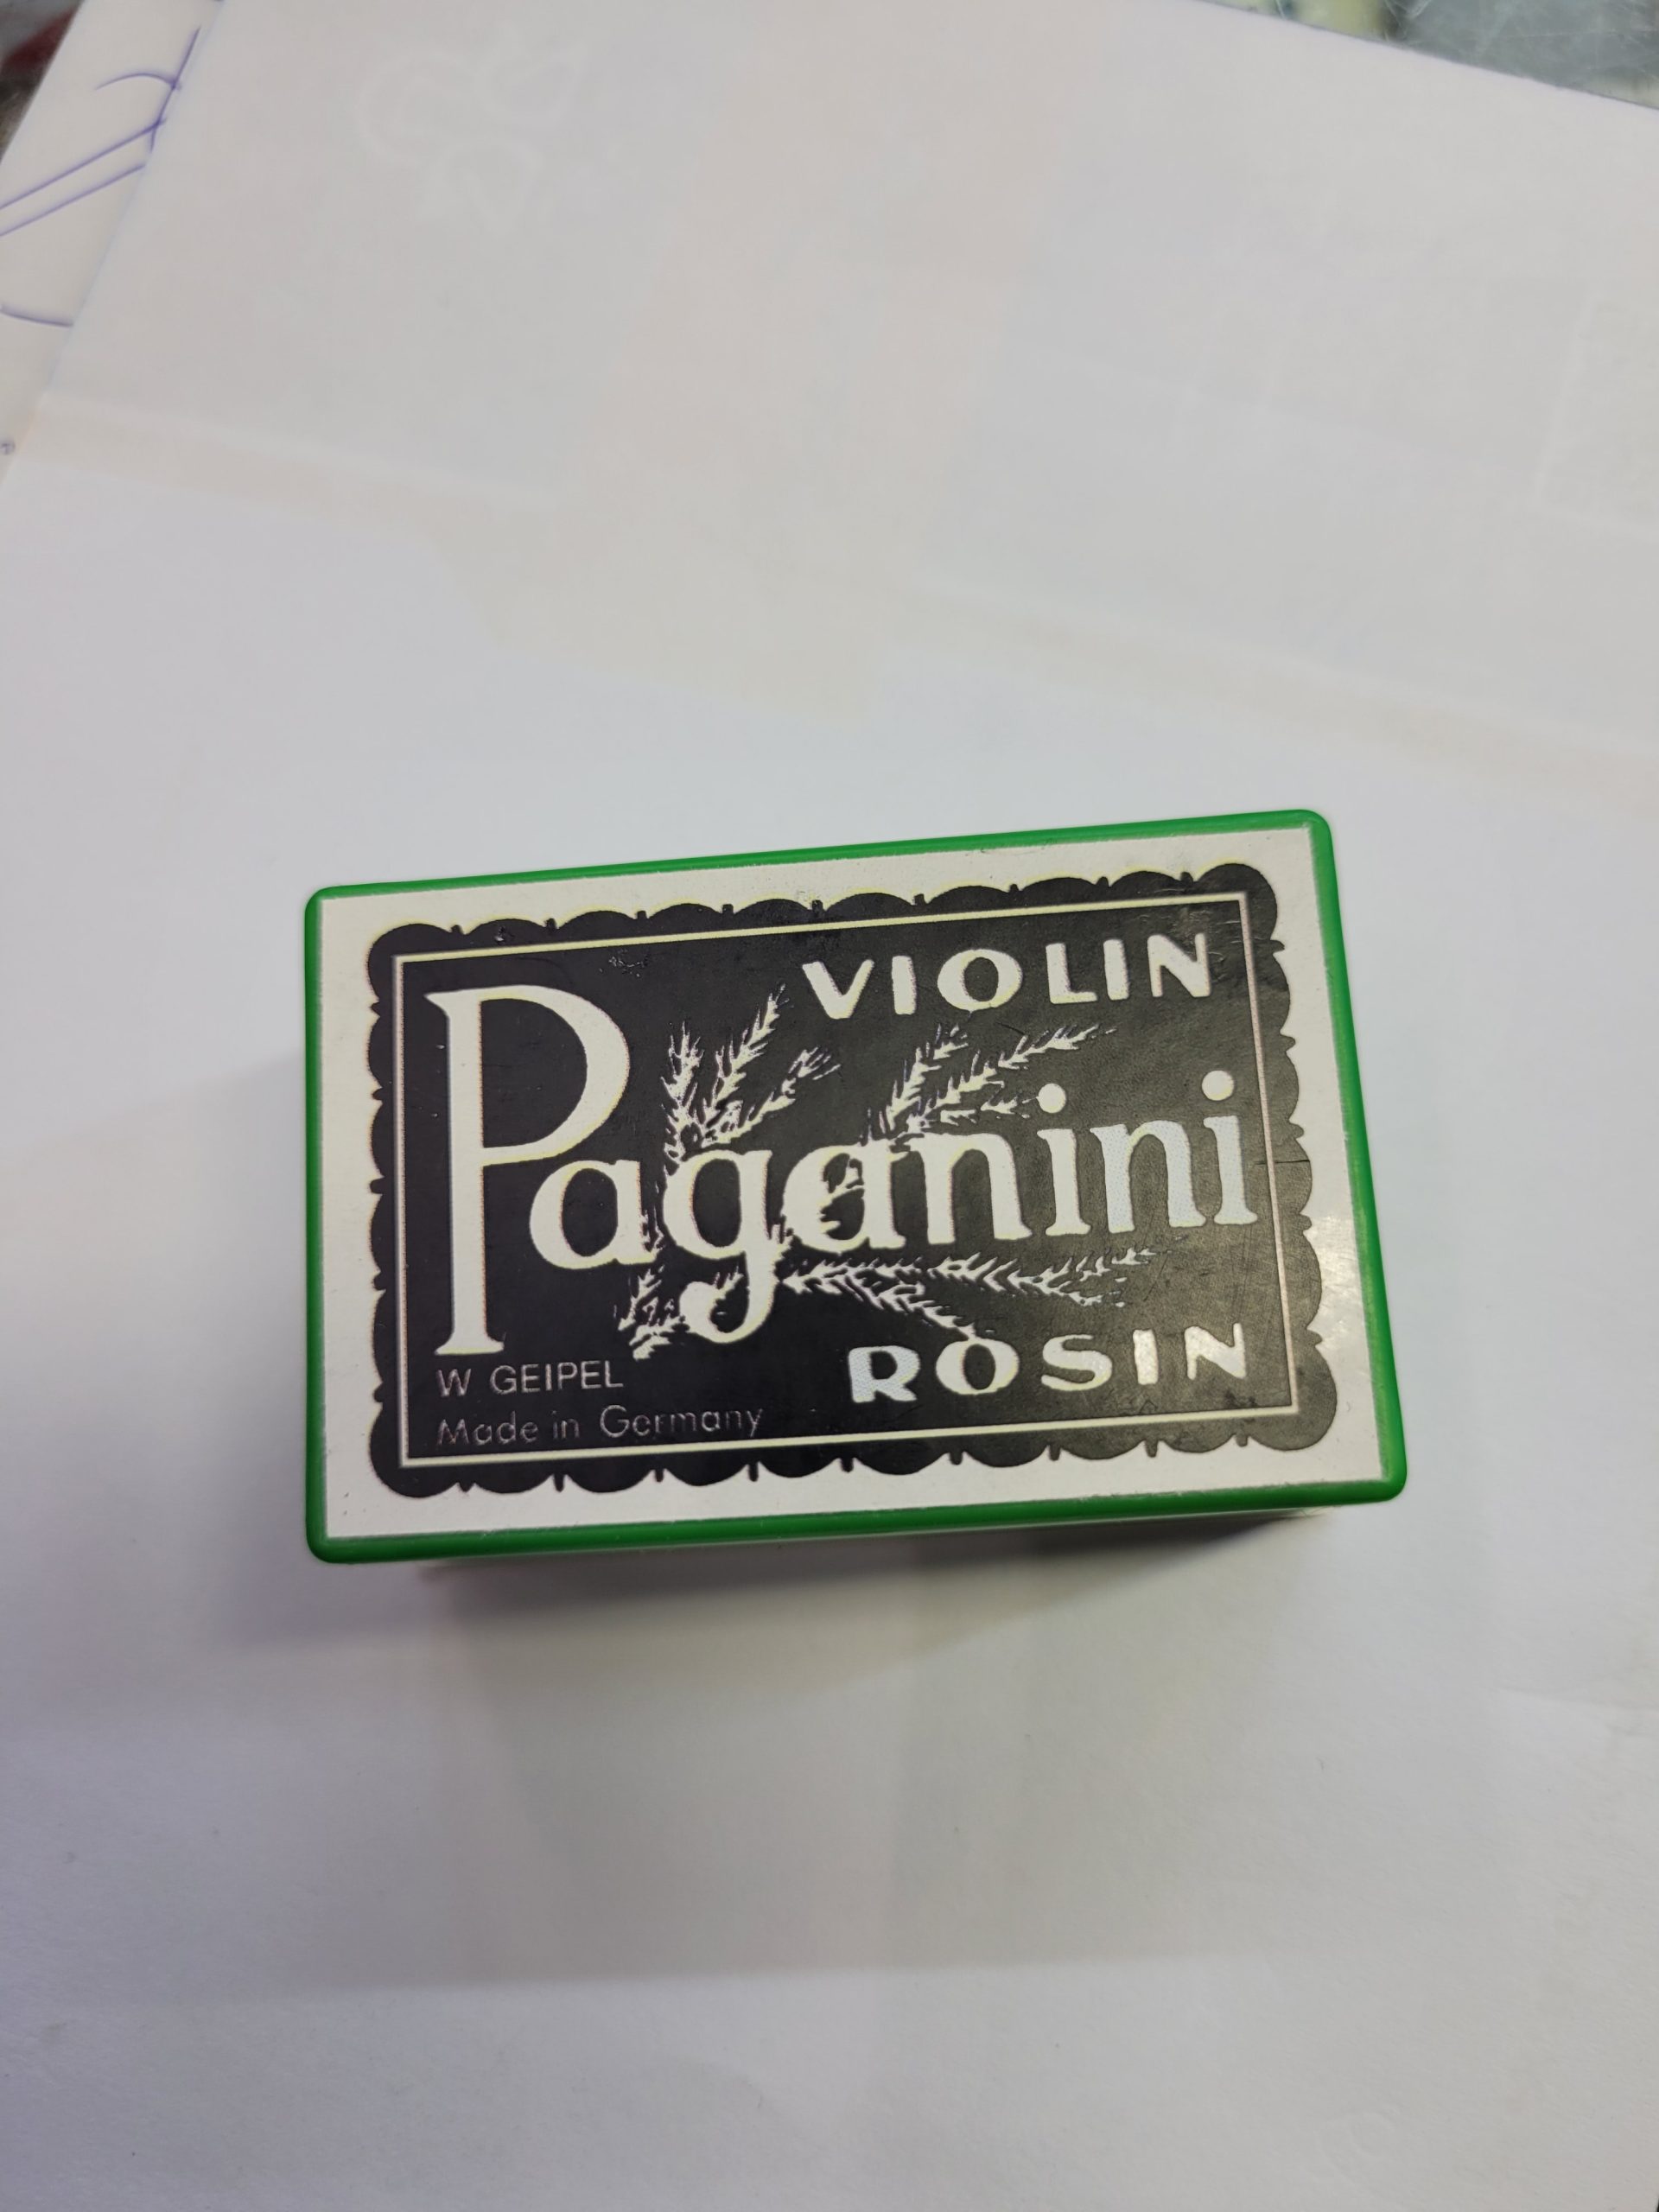 VIOLIN
Paganini
ROSIN
W GEIPEL
Made in Germany